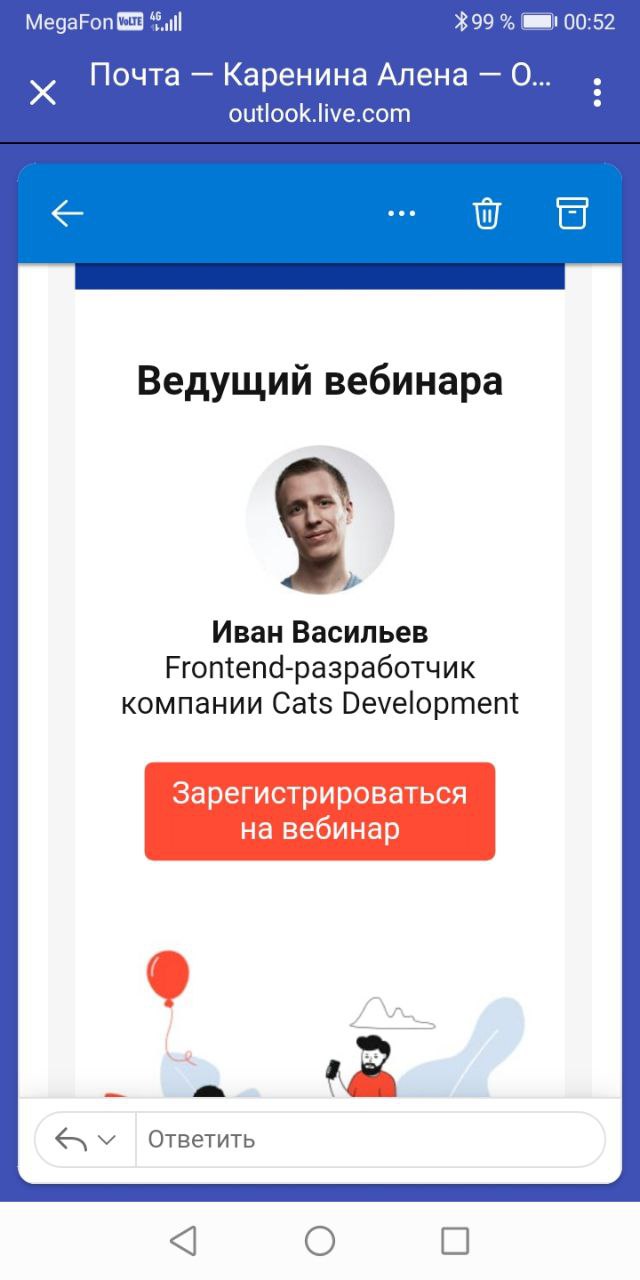 MegaFon VoLTE 4G 99 % 00:52
Почта — Каренина Алена — O...
outlook.live.com
Ведущий вебинара
Иван Васильев
Frontend-разработчик
компании Cats Development
Зарегистрироваться
на вебинар
Ответить